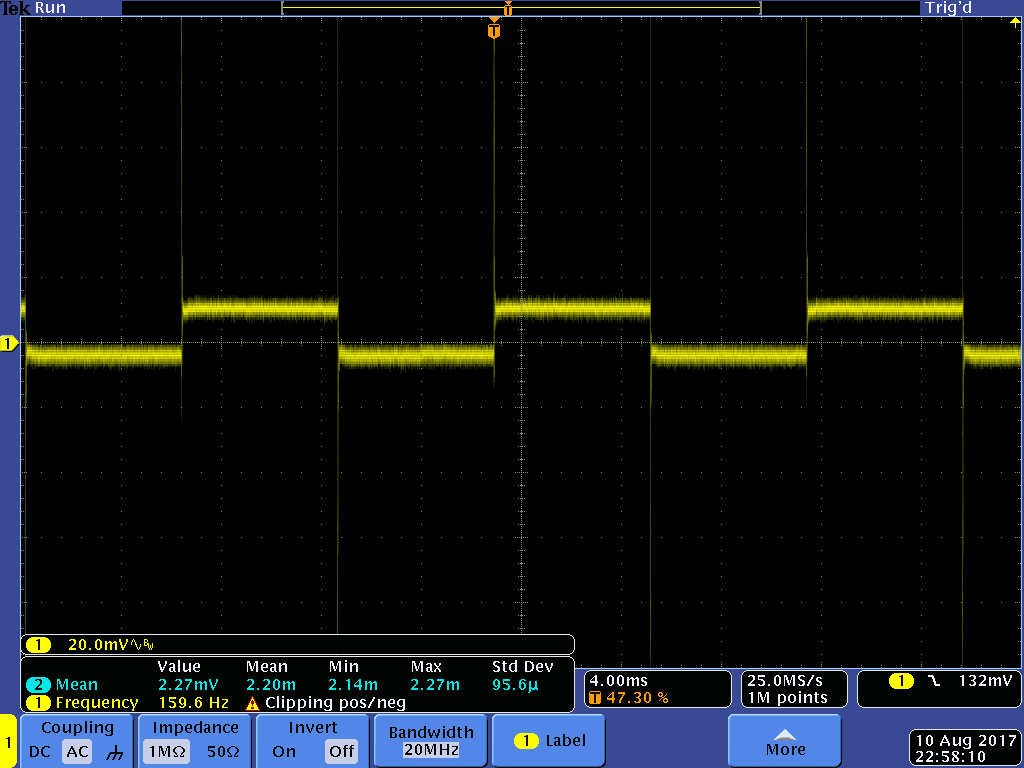 Tek Run Trig'd
T
T
1
1 20.0mV∿BW
Value Mean Min Max Std Dev
2 Mean 2.27mV 2.20m 2.14m 2.27m 95.6μ
1 Frequency 159.6 Hz Clipping pos/neg
4.00ms
T 47.30 %
25.0MS/s
1M points
1 132mV
1
Coupling
DC AC
Impedance
1MΩ 50Ω
Invert
On Off
Bandwidth
20MHz
1 Label
More
10 Aug 2017
22:58:10